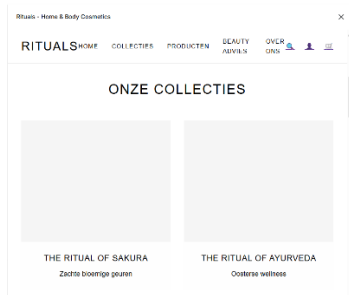 Rituals - Home & Body Cosmetics
RITUALS HOME COLLECTIES PRODUCTEN BEAUTY ADVIES OVER ONS
ONZE COLLECTIES
THE RITUAL OF SAKURA
Zachte bloemige geuren
THE RITUAL OF AYURVEDA
Oosterse wellness